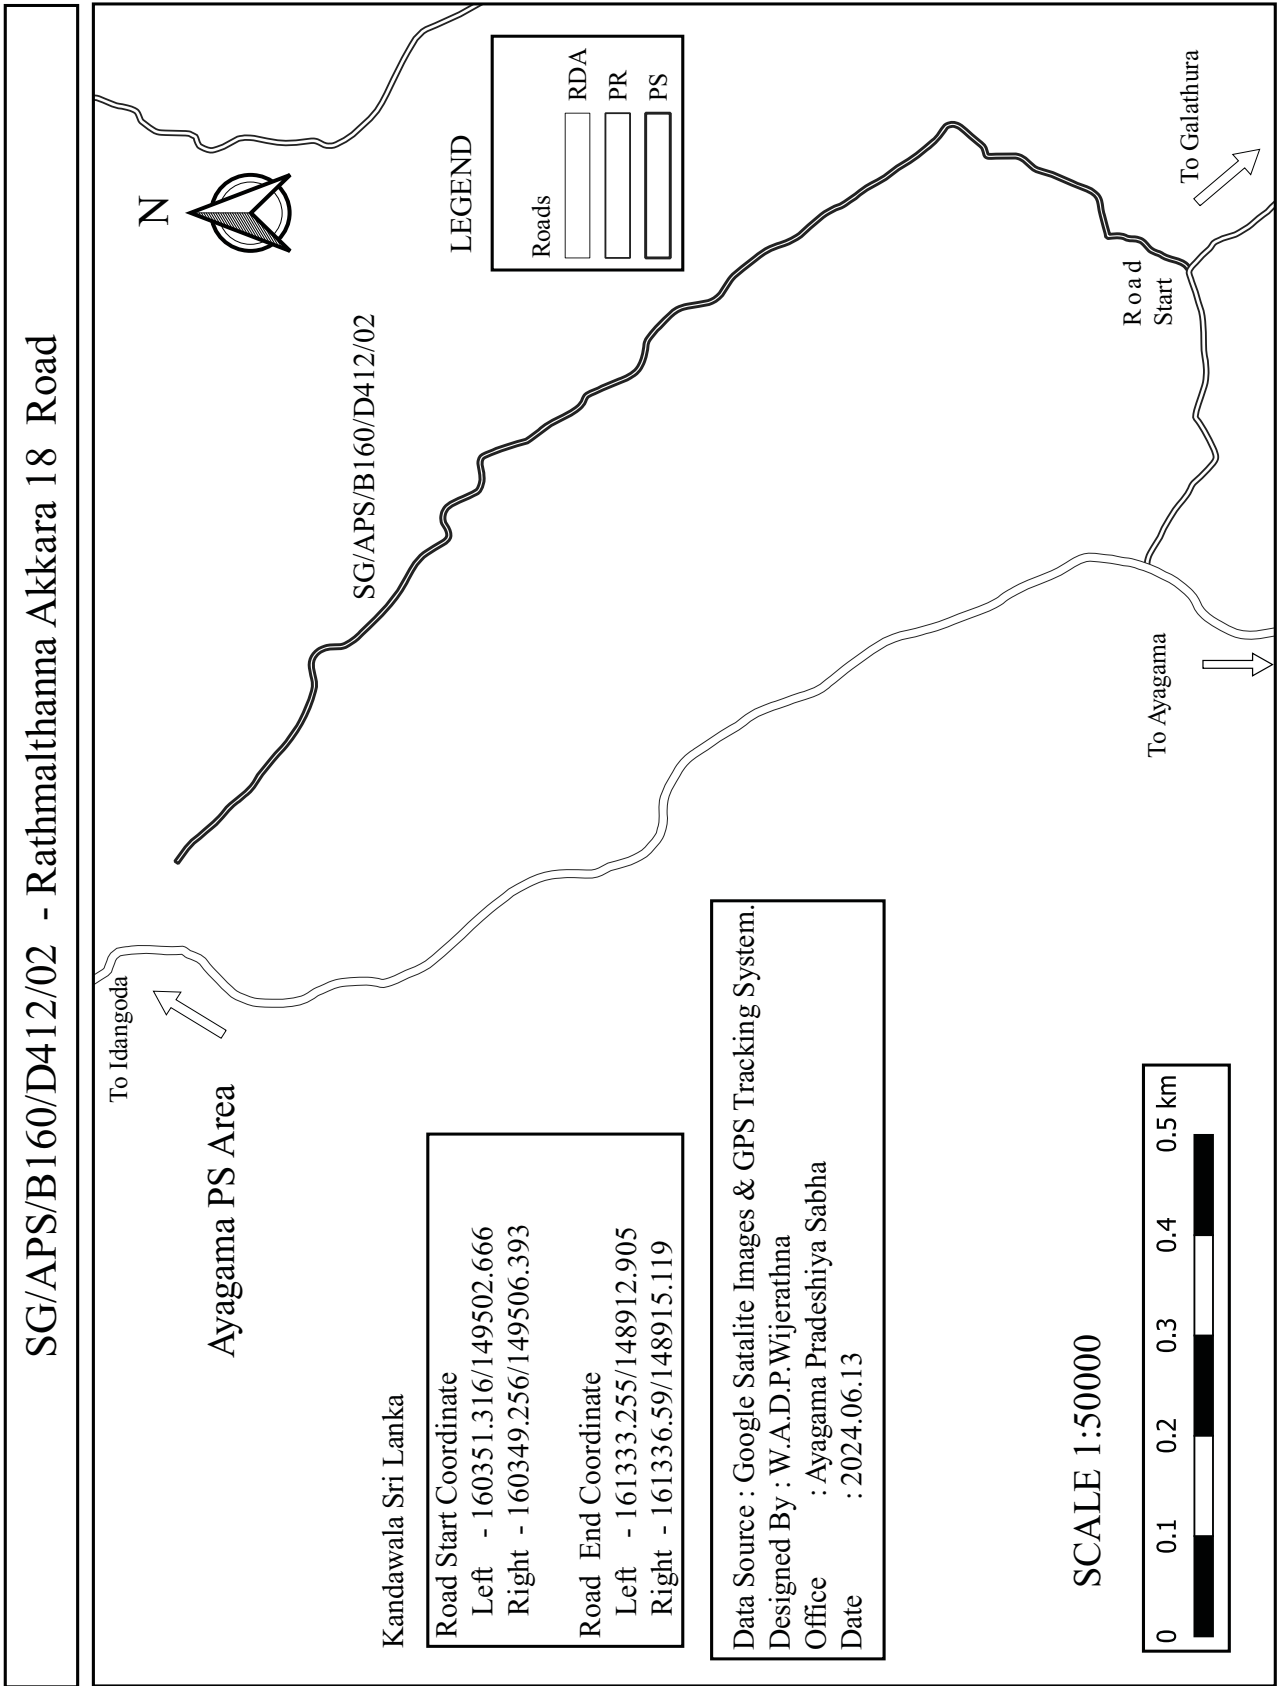 SG/APS/B160/D412/02 - Rathmalthanna Akkara 18 Road
N
To Idangoda
Ayagama PS Area
SG/APS/B160/D412/02
LEGEND
Roads
RDA
PR
PS
Kandawala Sri Lanka
Road Start Coordinate
Left - 160351.316/149502.666
Right - 160349.256/149506.393
Road End Coordinate
Left - 161333.255/148912.905
Right - 161336.59/148915.119
Data Source : Google Satalite Images & GPS Tracking System.
Designed By : W.A.D.P.Wijerathna
Office : Ayagama Pradeshiya Sabha
Date : 2024.06.13
Road
Start
To Galathura
To Ayagama
SCALE 1:50000
0 0.1 0.2 0.3 0.4 0.5 km